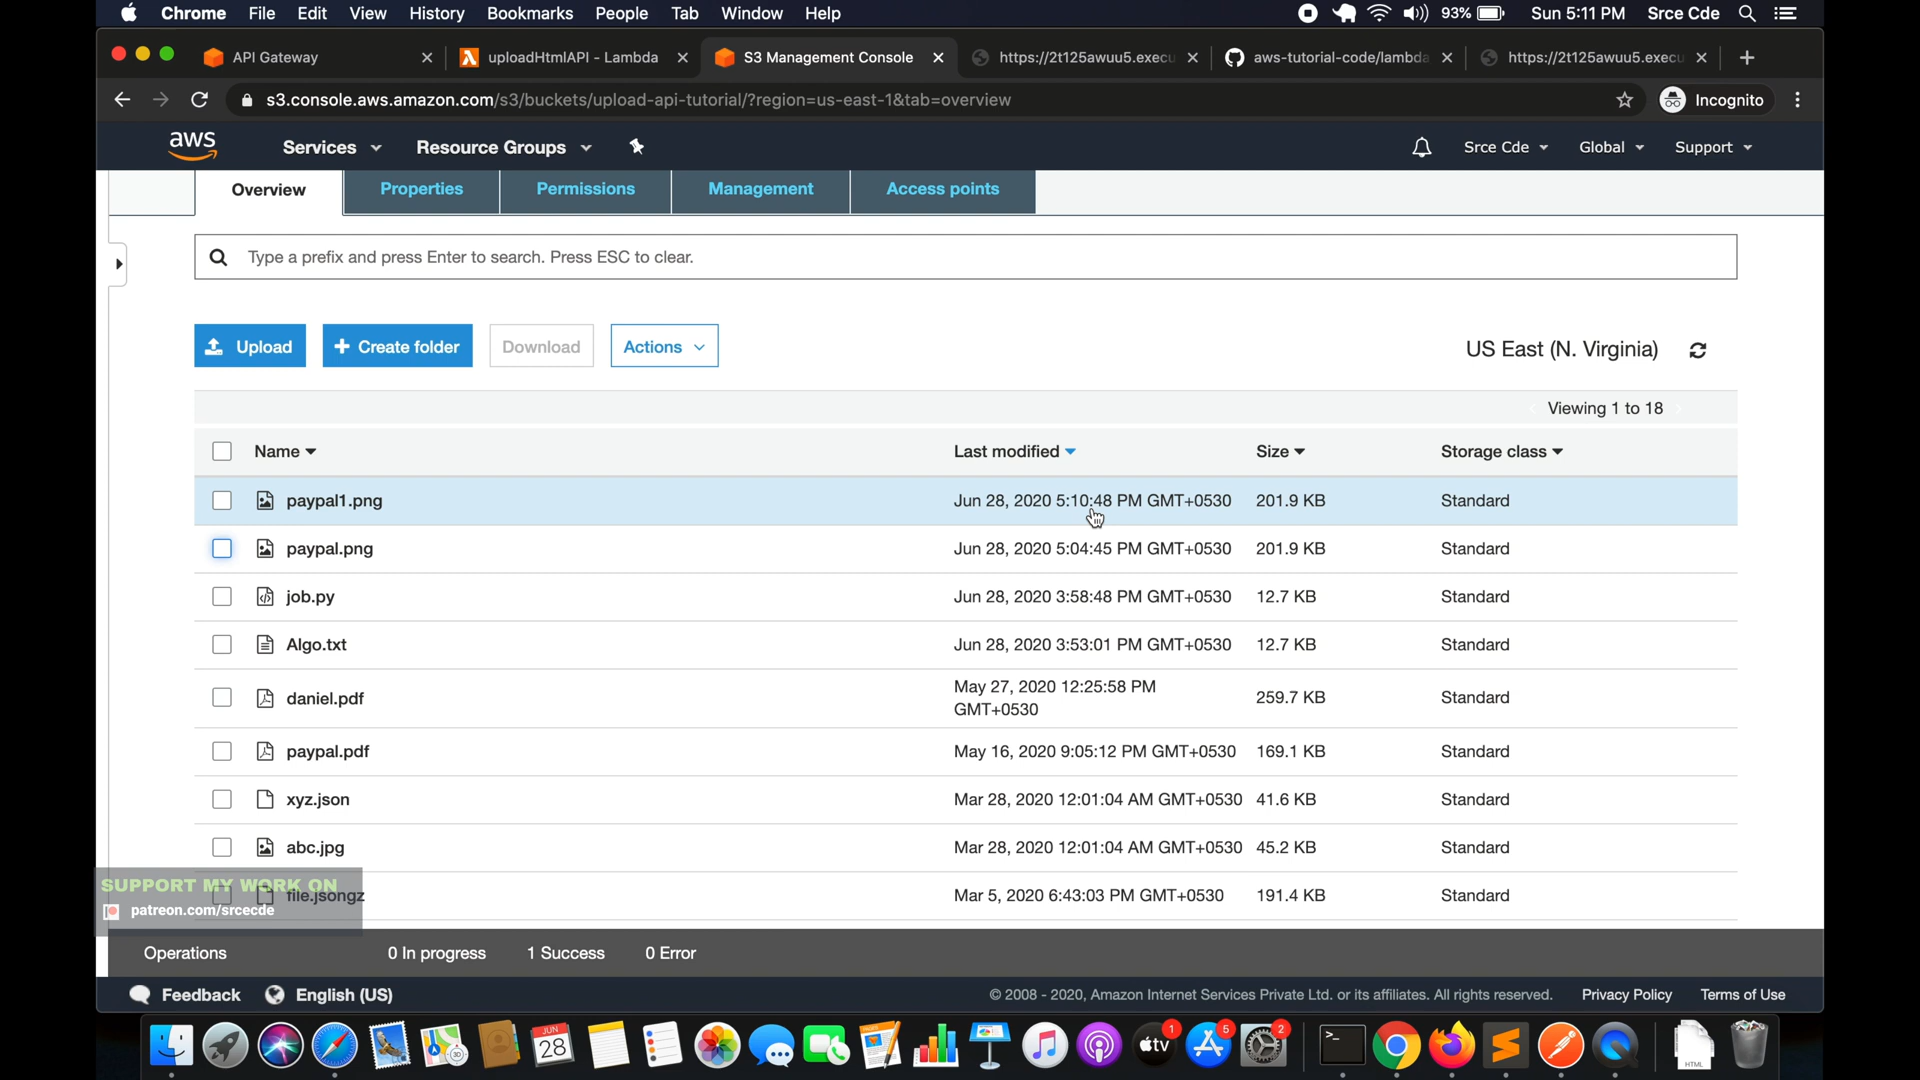 Chrome File Edit View History Bookmarks People Tab Window Help 93% Sun 5:11 PM Srce Cde
API Gateway uploadHtmlAPI - Lambda S3 Management Console https://2t125awuu5.execu aws-tutorial-code/lambda https://2t125awuu5.execu
s3.console.aws.amazon.com/s3/buckets/upload-api-tutorial/?region=us-east-1&tab=overview Incognito
aws Services Resource Groups Srce Cde Global Support
Overview Properties Permissions Management Access points
Type a prefix and press Enter to search. Press ESC to clear.
Upload + Create folder Download Actions US East (N. Virginia)
Viewing 1 to 18
Name Last modified Size Storage class
paypal1.png Jun 28, 2020 5:10:48 PM GMT+0530 201.9 KB Standard
paypal.png Jun 28, 2020 5:04:45 PM GMT+0530 201.9 KB Standard
job.py Jun 28, 2020 3:58:48 PM GMT+0530 12.7 KB Standard
Algo.txt Jun 28, 2020 3:53:01 PM GMT+0530 12.7 KB Standard
daniel.pdf May 27, 2020 12:25:58 PM GMT+0530 259.7 KB Standard
paypal.pdf May 16, 2020 9:05:12 PM GMT+0530 169.1 KB Standard
xyz.json Mar 28, 2020 12:01:04 AM GMT+0530 41.6 KB Standard
abc.jpg Mar 28, 2020 12:01:04 AM GMT+0530 45.2 KB Standard
file.jsongz Mar 5, 2020 6:43:03 PM GMT+0530 191.4 KB Standard
SUPPORT MY WORK ON
patreon.com/srcecde
Operations 0 In progress 1 Success 0 Error
Feedback English (US) © 2008 - 2020, Amazon Internet Services Private Ltd. or its affiliates. All rights reserved. Privacy Policy Terms of Use
JUN 28 tv 1 5 2 HTML